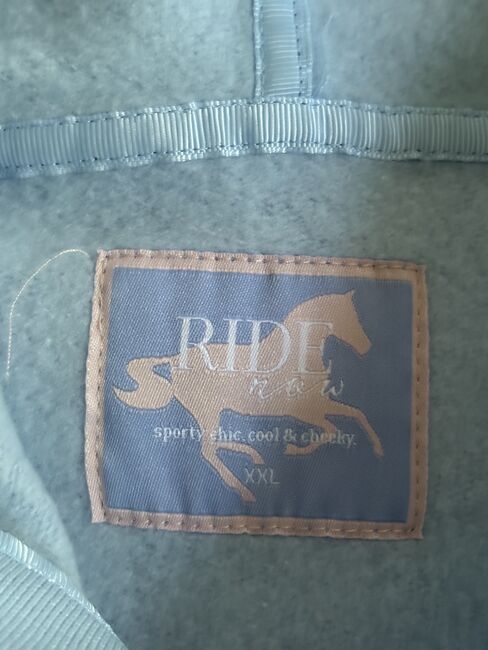 RIDE
now
sporty, chic, cool & cheeky.
XXL